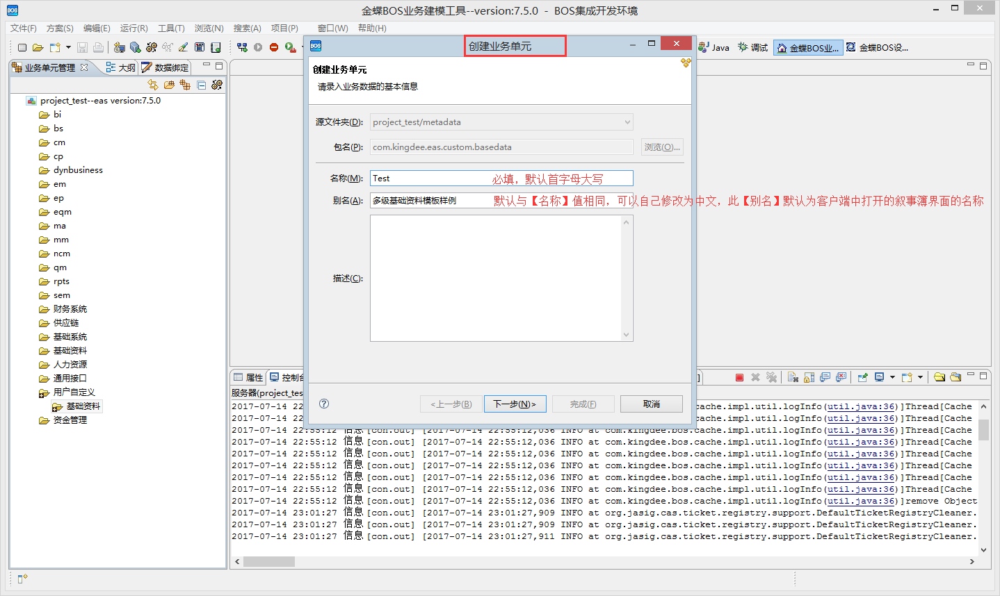 BOS
金蝶BOS业务建模工具--version:7.5.0 - BOS集成开发环境
文件(F) 方案(S) 编辑(E) 运行(R) 工具(T) 浏览(N) 搜索(A) 项目(P) 窗口(W) 帮助(H)
Java 调试 金蝶BOS业... 金蝶BOS设...
业务单元管理 大纲 数据绑定
project_test--eas version:7.5.0
bi
bs
cm
cp
dynbusiness
em
ep
eqm
ma
mm
ncm
qm
rpts
sem
财务系统
供应链
基础系统
基础资料
人力资源
通用接口
用户自定义
基础资料
资金管理
BOS
创建业务单元
创建业务单元
请录入业务数据的基本信息
源文件夹(D): project_test/metadata
包名(P): com.kingdee.eas.custom.basedata 浏览(O)...
名称(M): Test 必填，默认首字母大写
别名(A): 多级基础资料模板样例 默认与【名称】值相同，可以自己修改为中文，此【别名】默认为客户端中打开的叙事簿界面的名称
描述(C):
<上一步(B) 下一步(N)> 完成(F) 取消
属性 控制台
服务器(project_tes
2017-07-14 22 cache.impl.util.logInfo(util.java:36)]Thread[Cache
2017-07-14 22 cache.impl.util.logInfo(util.java:36)]Thread[Cache
2017-07-14 22:55:12 信息 [con.out] [2017-07-14 22:55:12,036 INFO at com.kingdee.bos.cache.impl.util.logInfo(util.java:36)]Thread[Cache
2017-07-14 22:55:12 信息 [con.out] [2017-07-14 22:55:12,036 INFO at com.kingdee.bos.cache.impl.util.logInfo(util.java:36)]Thread[Cache
2017-07-14 22:55:12 信息 [con.out] [2017-07-14 22:55:12,036 INFO at com.kingdee.bos.cache.impl.util.logInfo(util.java:36)]Thread[Cache
2017-07-14 22:55:12 信息 [con.out] [2017-07-14 22:55:12,036 INFO at com.kingdee.bos.cache.impl.util.logInfo(util.java:36)]Thread[Cache
2017-07-14 22:55:12 信息 [con.out] [2017-07-14 22:55:12,036 INFO at com.kingdee.bos.cache.impl.util.logInfo(util.java:36)]Thread[Cache
2017-07-14 22:55:12 信息 [con.out] [2017-07-14 22:55:12,036 INFO at com.kingdee.bos.cache.impl.util.logInfo(util.java:36)]Thread[Cache
2017-07-14 22:55:12 信息 [con.out] [2017-07-14 22:55:12,036 INFO at com.kingdee.bos.cache.impl.util.logInfo(util.java:36)]remove Object
2017-07-14 23:01:27 信息 [con.out] [2017-07-14 23:01:27,909 INFO at org.jasig.cas.ticket.registry.support.DefaultTicketRegistryCleaner.
2017-07-14 23:01:27 信息 [con.out] [2017-07-14 23:01:27,909 INFO at org.jasig.cas.ticket.registry.support.DefaultTicketRegistryCleaner.
2017-07-14 23:01:27 信息 [con.out] [2017-07-14 23:01:27,911 INFO at org.jasig.cas.ticket.registry.support.DefaultTicketRegistryCleaner.